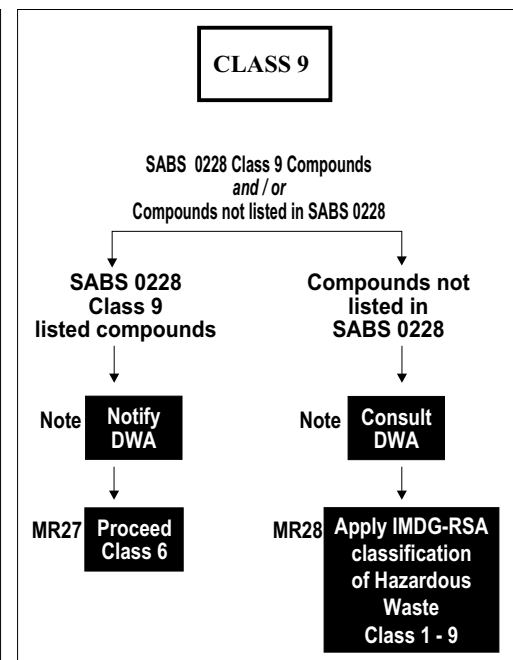 CLASS 9
SABS 0228 Class 9 Compounds
and / or
Compounds not listed in SABS 0228
SABS 0228
Class 9
listed compounds
Compounds not
listed in
SABS 0228
Note
Notify
DWA
Note
Consult
DWA
MR27
Proceed
Class 6
MR28
Apply IMDG-RSA
classification
of Hazardous
Waste
Class 1 - 9